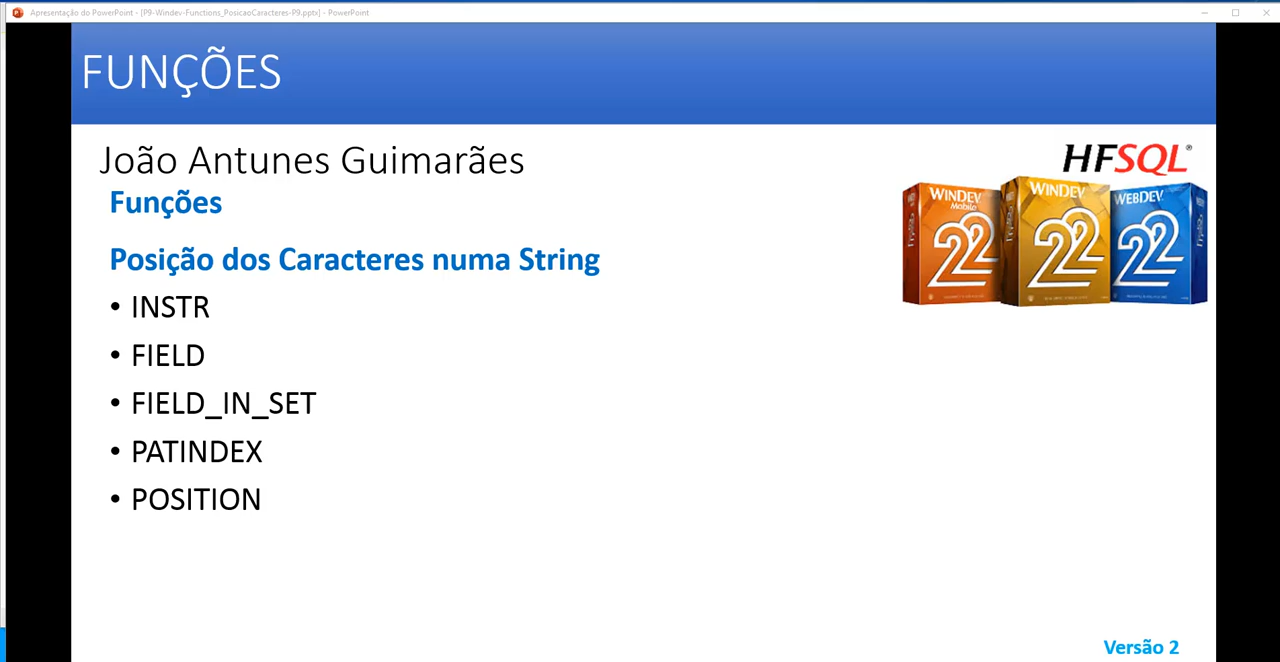 Apresentação do PowerPoint - [P9-Windev-Functions_PosicaoCaracteres-P9.pptx] - PowerPoint
FUNÇÕES
João Antunes Guimarães
Funções
Posição dos Caracteres numa String
• INSTR
• FIELD
• FIELD_IN_SET
• PATINDEX
• POSITION
HFSQL®
WINDEV Mobile
22
WINDEV
22
WEBDEV
22
Versão 2